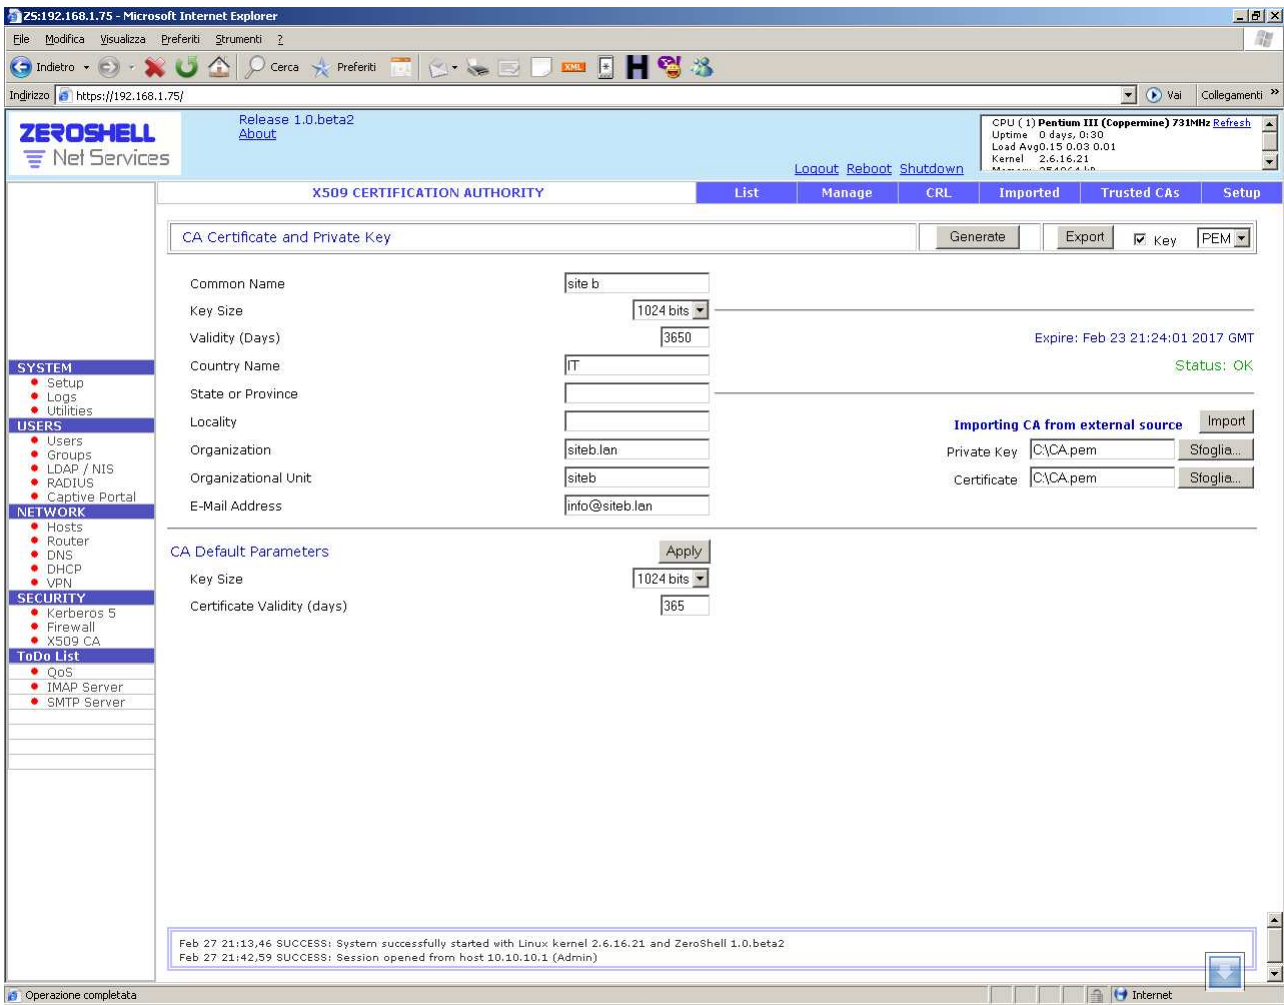 ZS:192.168.1.75 - Microsoft Internet Explorer
File Modifica Visualizza Preferiti Strumenti ?
Indietro Cerca Preferiti XML H
Indirizzo https://192.168.1.75/ Vai Collegamenti »
ZEROSHELL
Net Services
Release 1.0.beta2
About
Logout Reboot Shutdown
CPU ( 1) Pentium III (Coppermine) 731MHz Refresh
Uptime 0 days, 0:30
Load Avg0.15 0.03 0.01
Kernel 2.6.16.21
X509 CERTIFICATION AUTHORITY List Manage CRL Imported Trusted CAs Setup
CA Certificate and Private Key Generate Export Key PEM
Common Name site b
Key Size 1024 bits
Validity (Days) 3650
Expire: Feb 23 21:24:01 2017 GMT
Country Name IT
Status: OK
State or Province
Locality
Importing CA from external source Import
Organization siteb.lan
Private Key C:\CA.pem Sfoglia...
Organizational Unit siteb
Certificate C:\CA.pem Sfoglia...
E-Mail Address info@siteb.lan
CA Default Parameters Apply
Key Size 1024 bits
Certificate Validity (days) 365
SYSTEM
Setup
Logs
Utilities
USERS
Users
Groups
LDAP / NIS
RADIUS
Captive Portal
NETWORK
Hosts
Router
DNS
DHCP
VPN
SECURITY
Kerberos 5
Firewall
X509 CA
ToDo List
QoS
IMAP Server
SMTP Server
Feb 27 21:13,46 SUCCESS: System successfully started with Linux kernel 2.6.16.21 and ZeroShell 1.0.beta2
Feb 27 21:42,59 SUCCESS: Session opened from host 10.10.10.1 (Admin)
Operazione completata Internet